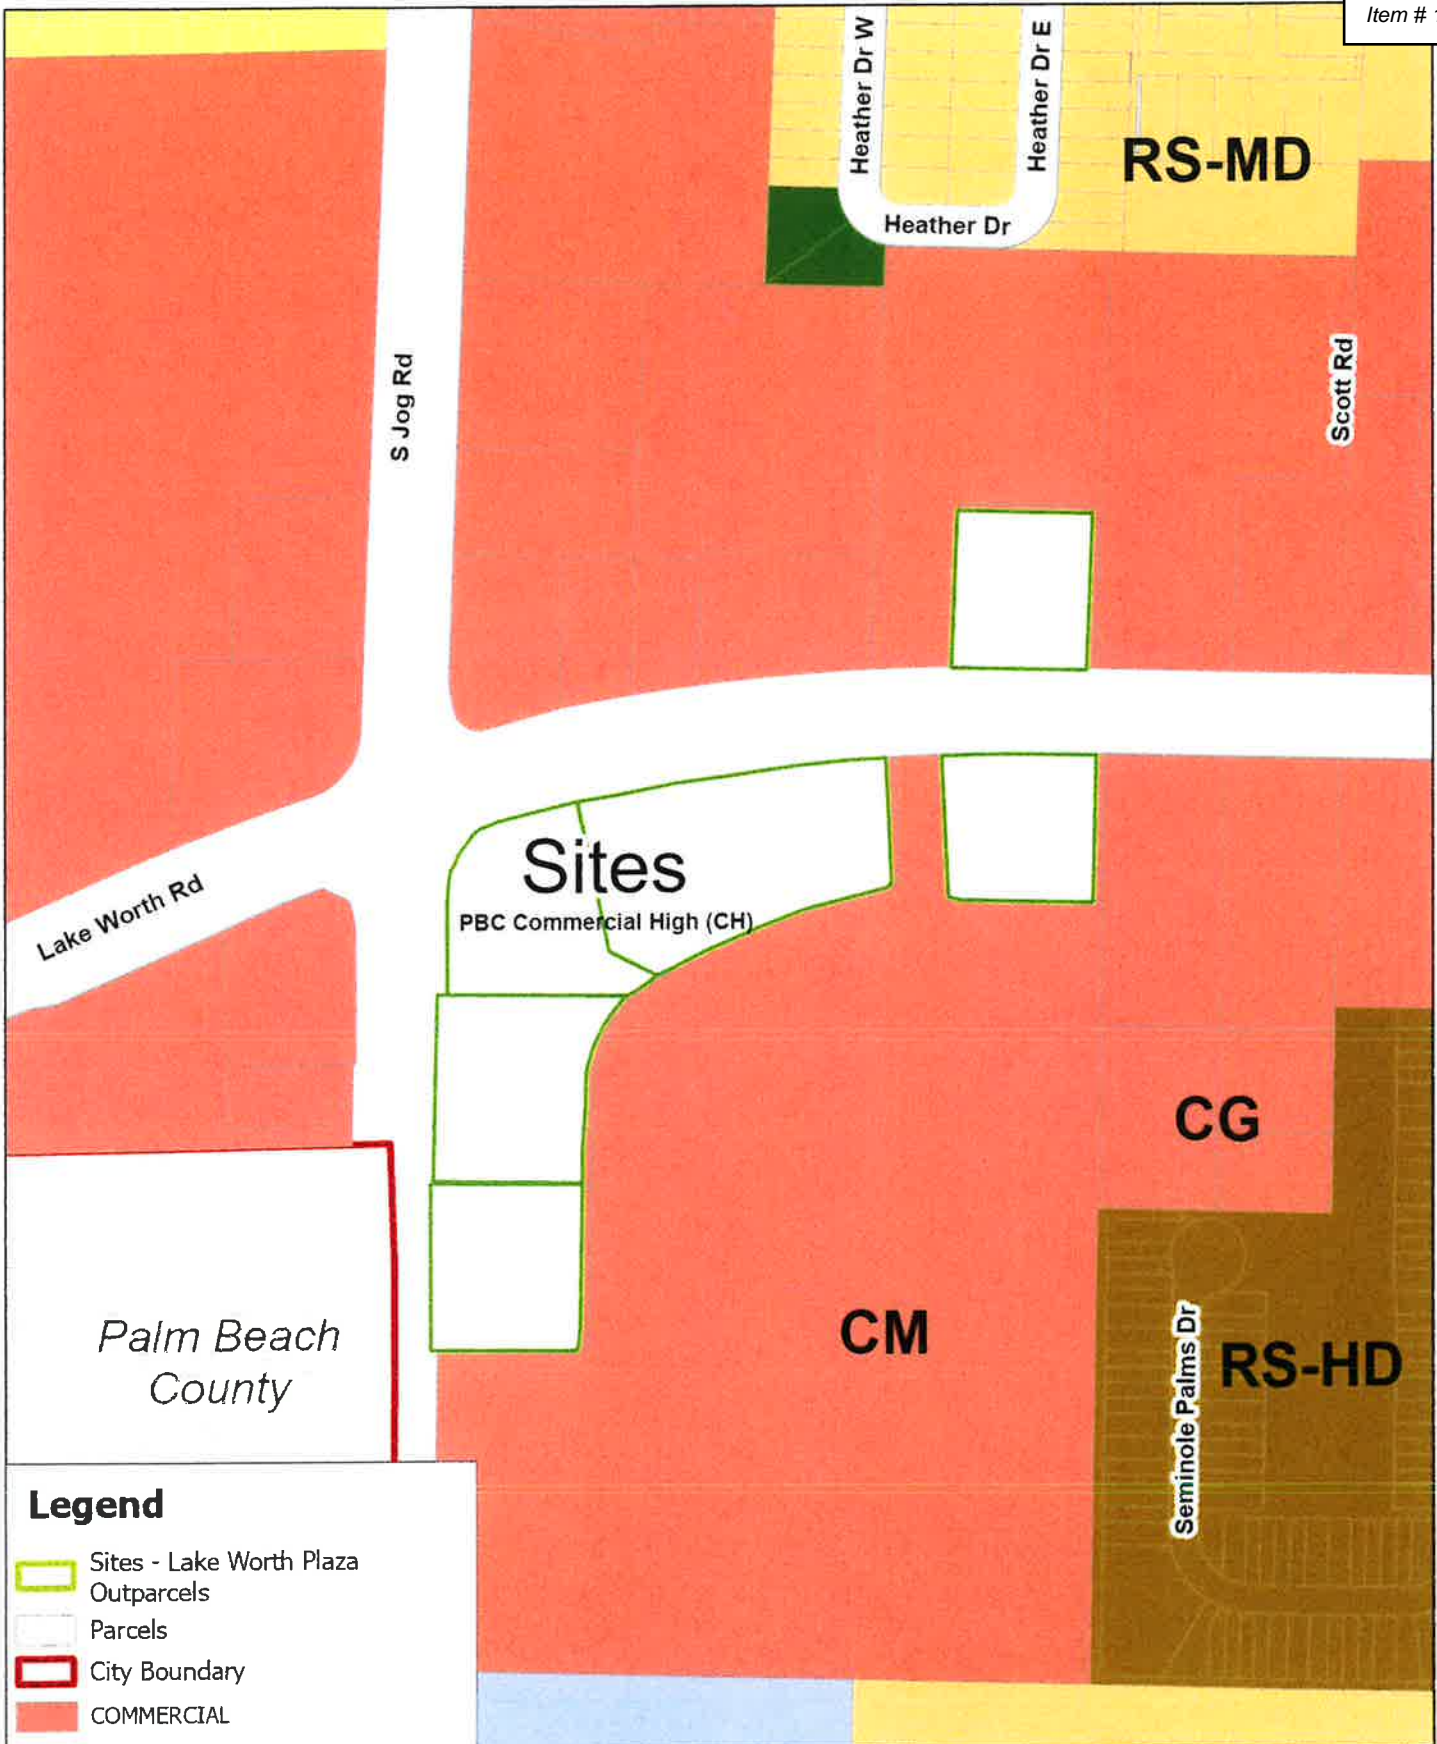 Item # 1
Heather Dr W
Heather Dr E
RS-MD
Heather Dr
S Jog Rd
Scott Rd
Sites
PBC Commercial High (CH)
Lake Worth Rd
CG
Palm Beach
County
CM
Seminole Palms Dr
RS-HD
Legend
Sites - Lake Worth Plaza
Outparcels
Parcels
City Boundary
COMMERCIAL